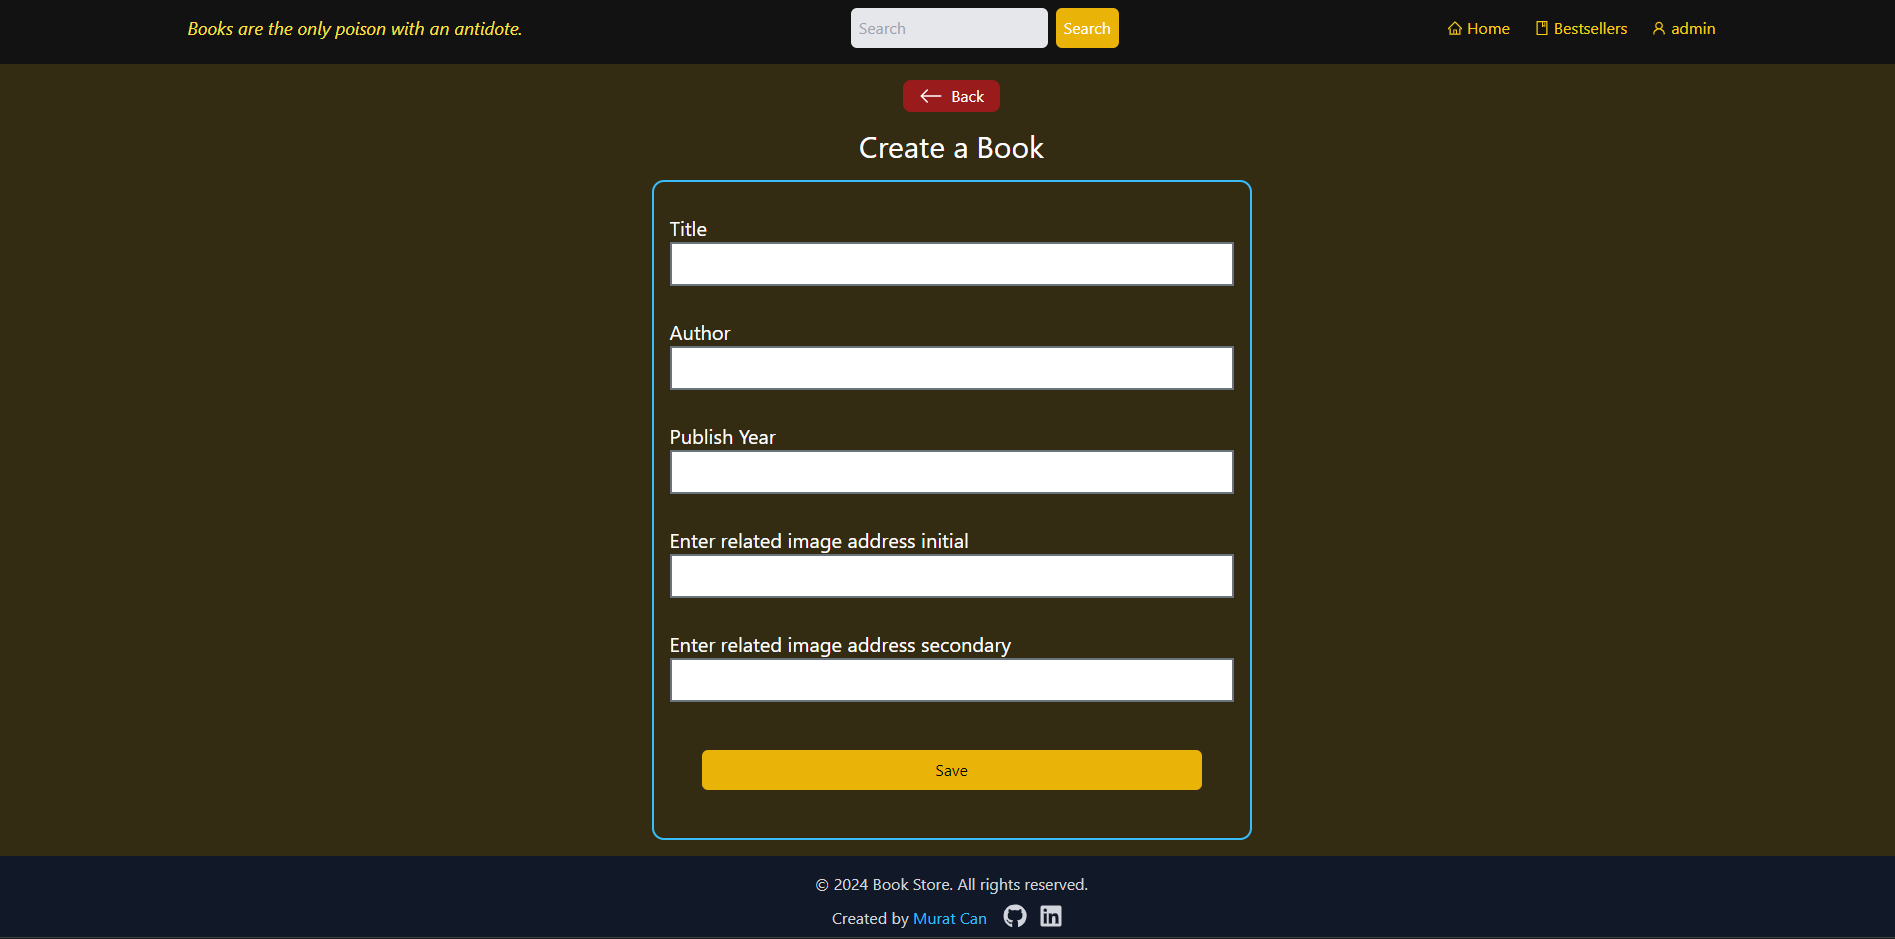 Books are the only poison with an antidote.
Search
Search
Home
Bestsellers
admin
Back
Create a Book
Title
Author
Publish Year
Enter related image address initial
Enter related image address secondary
Save
© 2024 Book Store. All rights reserved.
Created by Murat Can